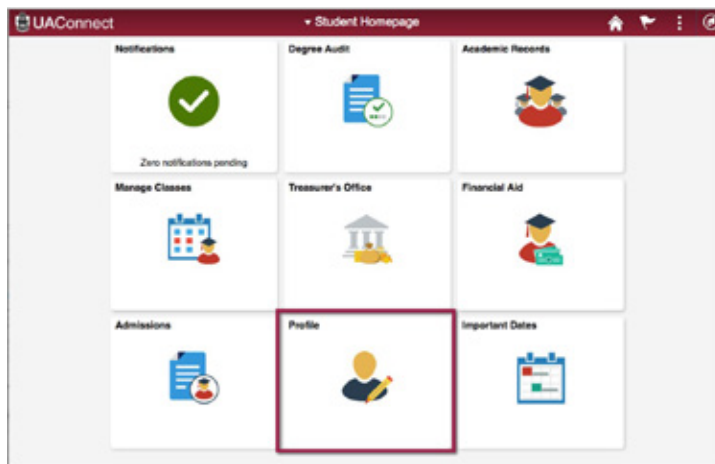 UAConnect
Student Homepage
Notifications
Degree Audit
Academic Records
Zero notifications pending
Manage Classes
Treasurer's Office
Financial Aid
Admissions
Profile
Important Dates